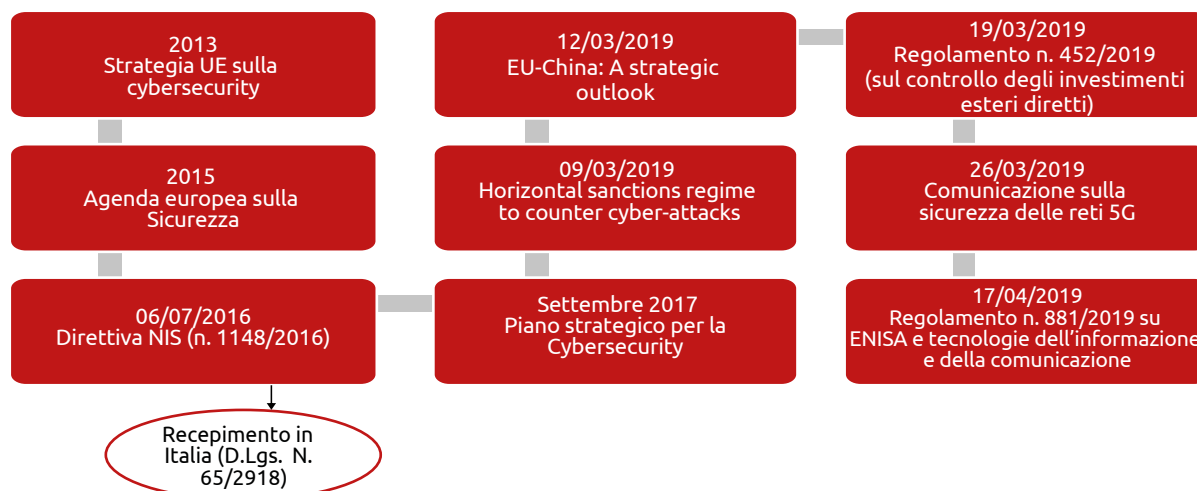 2013
Strategia UE sulla
cybersecurity
2015
Agenda europea sulla
Sicurezza
06/07/2016
Direttiva NIS (n. 1148/2016)
Recepimento in
Italia (D.Lgs. N.
65/2918)
Settembre 2017
Piano strategico per la
Cybersecurity
09/03/2019
Horizontal sanctions regime
to counter cyber-attacks
12/03/2019
EU-China: A strategic
outlook
19/03/2019
Regolamento n. 452/2019
(sul controllo degli investimenti
esteri diretti)
26/03/2019
Comunicazione sulla
sicurezza delle reti 5G
17/04/2019
Regolamento n. 881/2019 su
ENISA e tecnologie dell’informazione
e della comunicazione